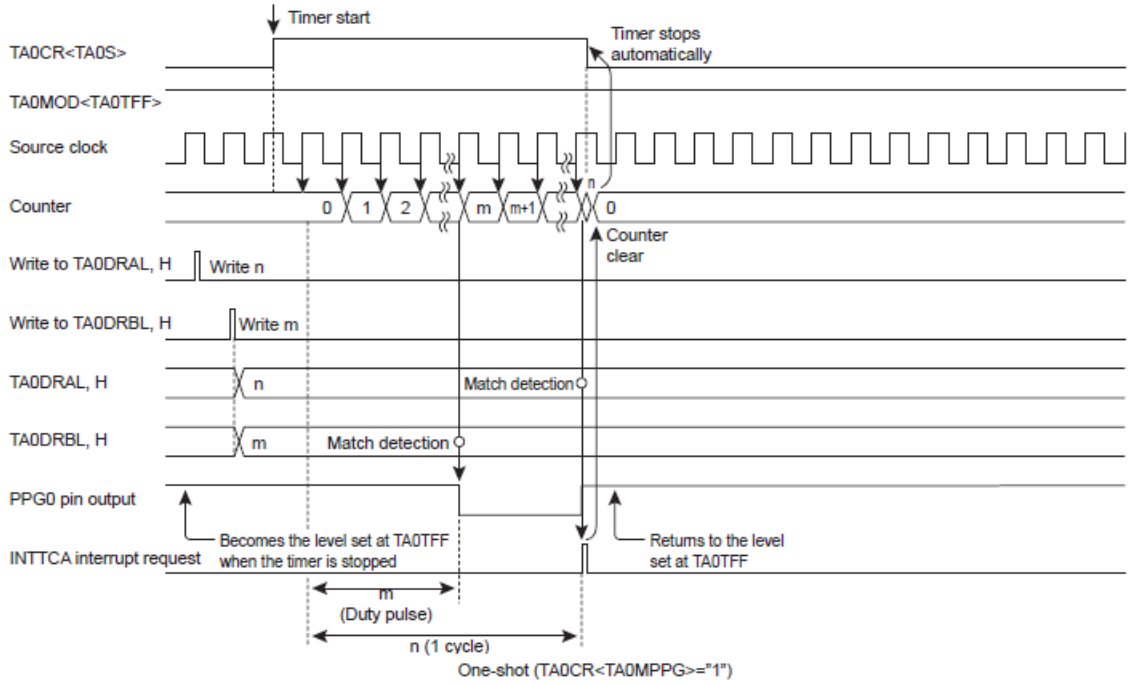 Timer start
TA0CR<TA0S>
Timer stops
automatically
TA0MOD<TA0TFF>
Source clock
n
Counter
0 1 2 m m+1 0
Counter
clear
Write to TA0DRAL, H
Write n
Write to TA0DRBL, H
Write m
TA0DRAL, H
n
Match detection
TA0DRBL, H
m
Match detection
PPG0 pin output
Becomes the level set at TA0TFF
when the timer is stopped
Returns to the level
set at TA0TFF
INTTCA interrupt request
m
(Duty pulse)
n (1 cycle)
One-shot (TA0CR<TA0MPPG>="1")